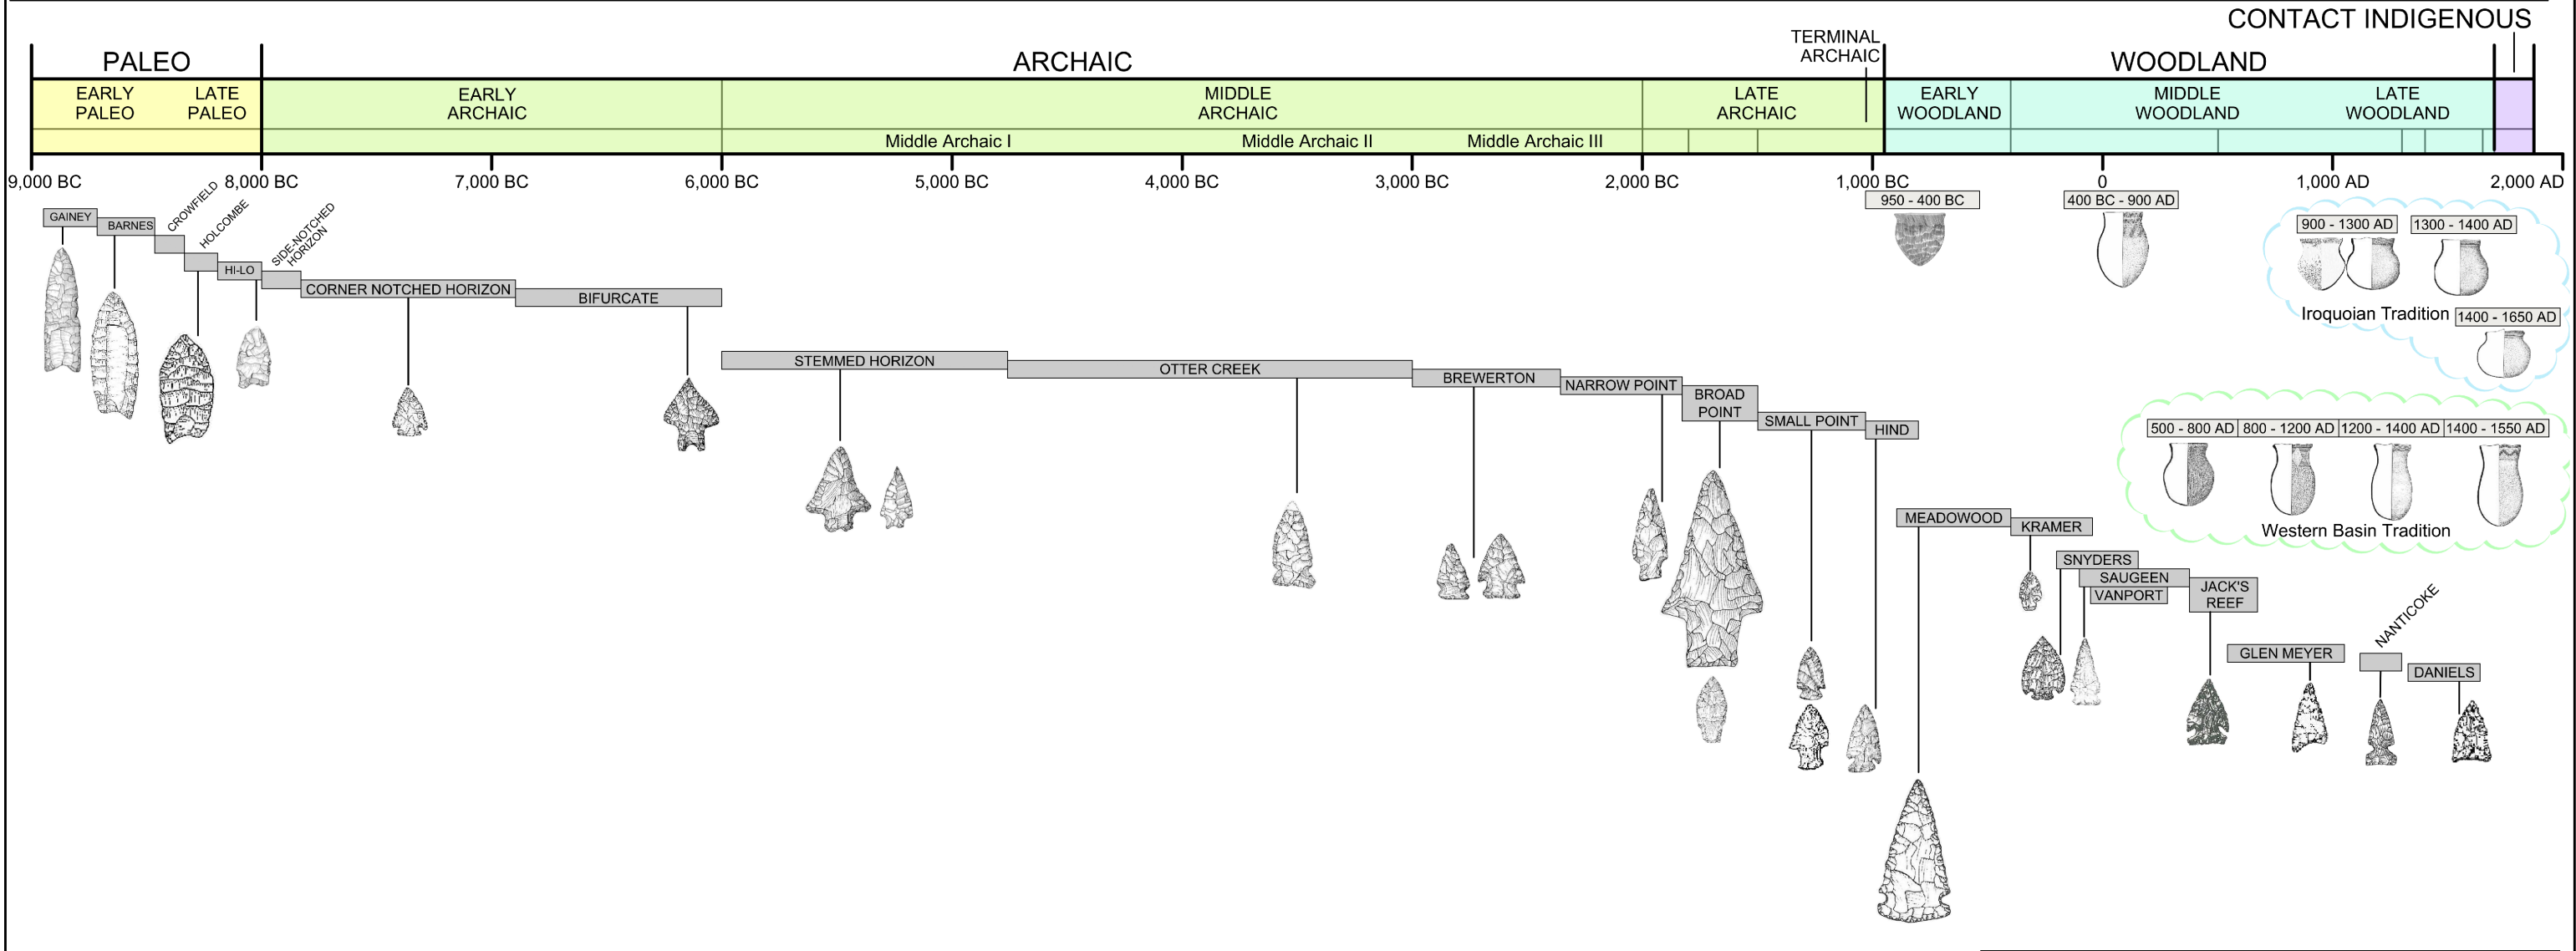 CONTACT INDIGENOUS
PALEO
ARCHAIC
TERMINAL
ARCHAIC
WOODLAND
EARLY
PALEO
LATE
PALEO
EARLY
ARCHAIC
MIDDLE
ARCHAIC
LATE
ARCHAIC
EARLY
WOODLAND
MIDDLE
WOODLAND
LATE
WOODLAND
Middle Archaic I
Middle Archaic II
Middle Archaic III
9,000 BC
8,000 BC
7,000 BC
6,000 BC
5,000 BC
4,000 BC
3,000 BC
2,000 BC
1,000 BC
0
1,000 AD
2,000 AD
GAINEY
BARNES
CROWFIELD
HOLCOMBE
HI-LO
SIDE-NOTCHED
HORIZON
CORNER NOTCHED HORIZON
BIFURCATE
STEMMED HORIZON
OTTER CREEK
BREWERTON
NARROW POINT
BROAD
POINT
SMALL POINT
HIND
950 - 400 BC
400 BC - 900 AD
900 - 1300 AD
1300 - 1400 AD
Iroquoian Tradition
1400 - 1650 AD
500 - 800 AD
800 - 1200 AD
1200 - 1400 AD
1400 - 1550 AD
Western Basin Tradition
MEADOWOOD
KRAMER
SNYDERS
SAUGEEN
VANPORT
JACK'S
REEF
GLEN MEYER
NANTICOKE
DANIELS